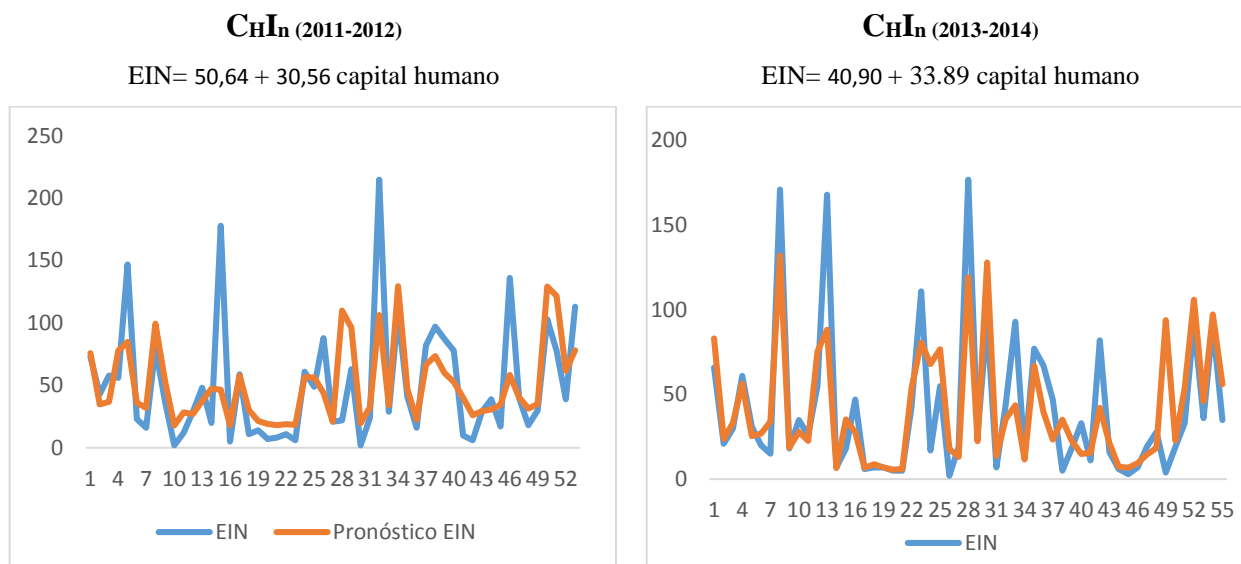 CHIn (2011-2012)
EIN= 50,64 + 30,56 capital humano
250
200
150
100
50
0
1 4 7 10 13 16 19 22 25 28 31 34 37 40 43 46 49 52
EIN Pronóstico EIN
CHIn (2013-2014)
EIN= 40,90 + 33.89 capital humano
200
150
100
50
0
1 4 7 10 13 16 19 22 25 28 31 34 37 40 43 46 49 52 55
EIN